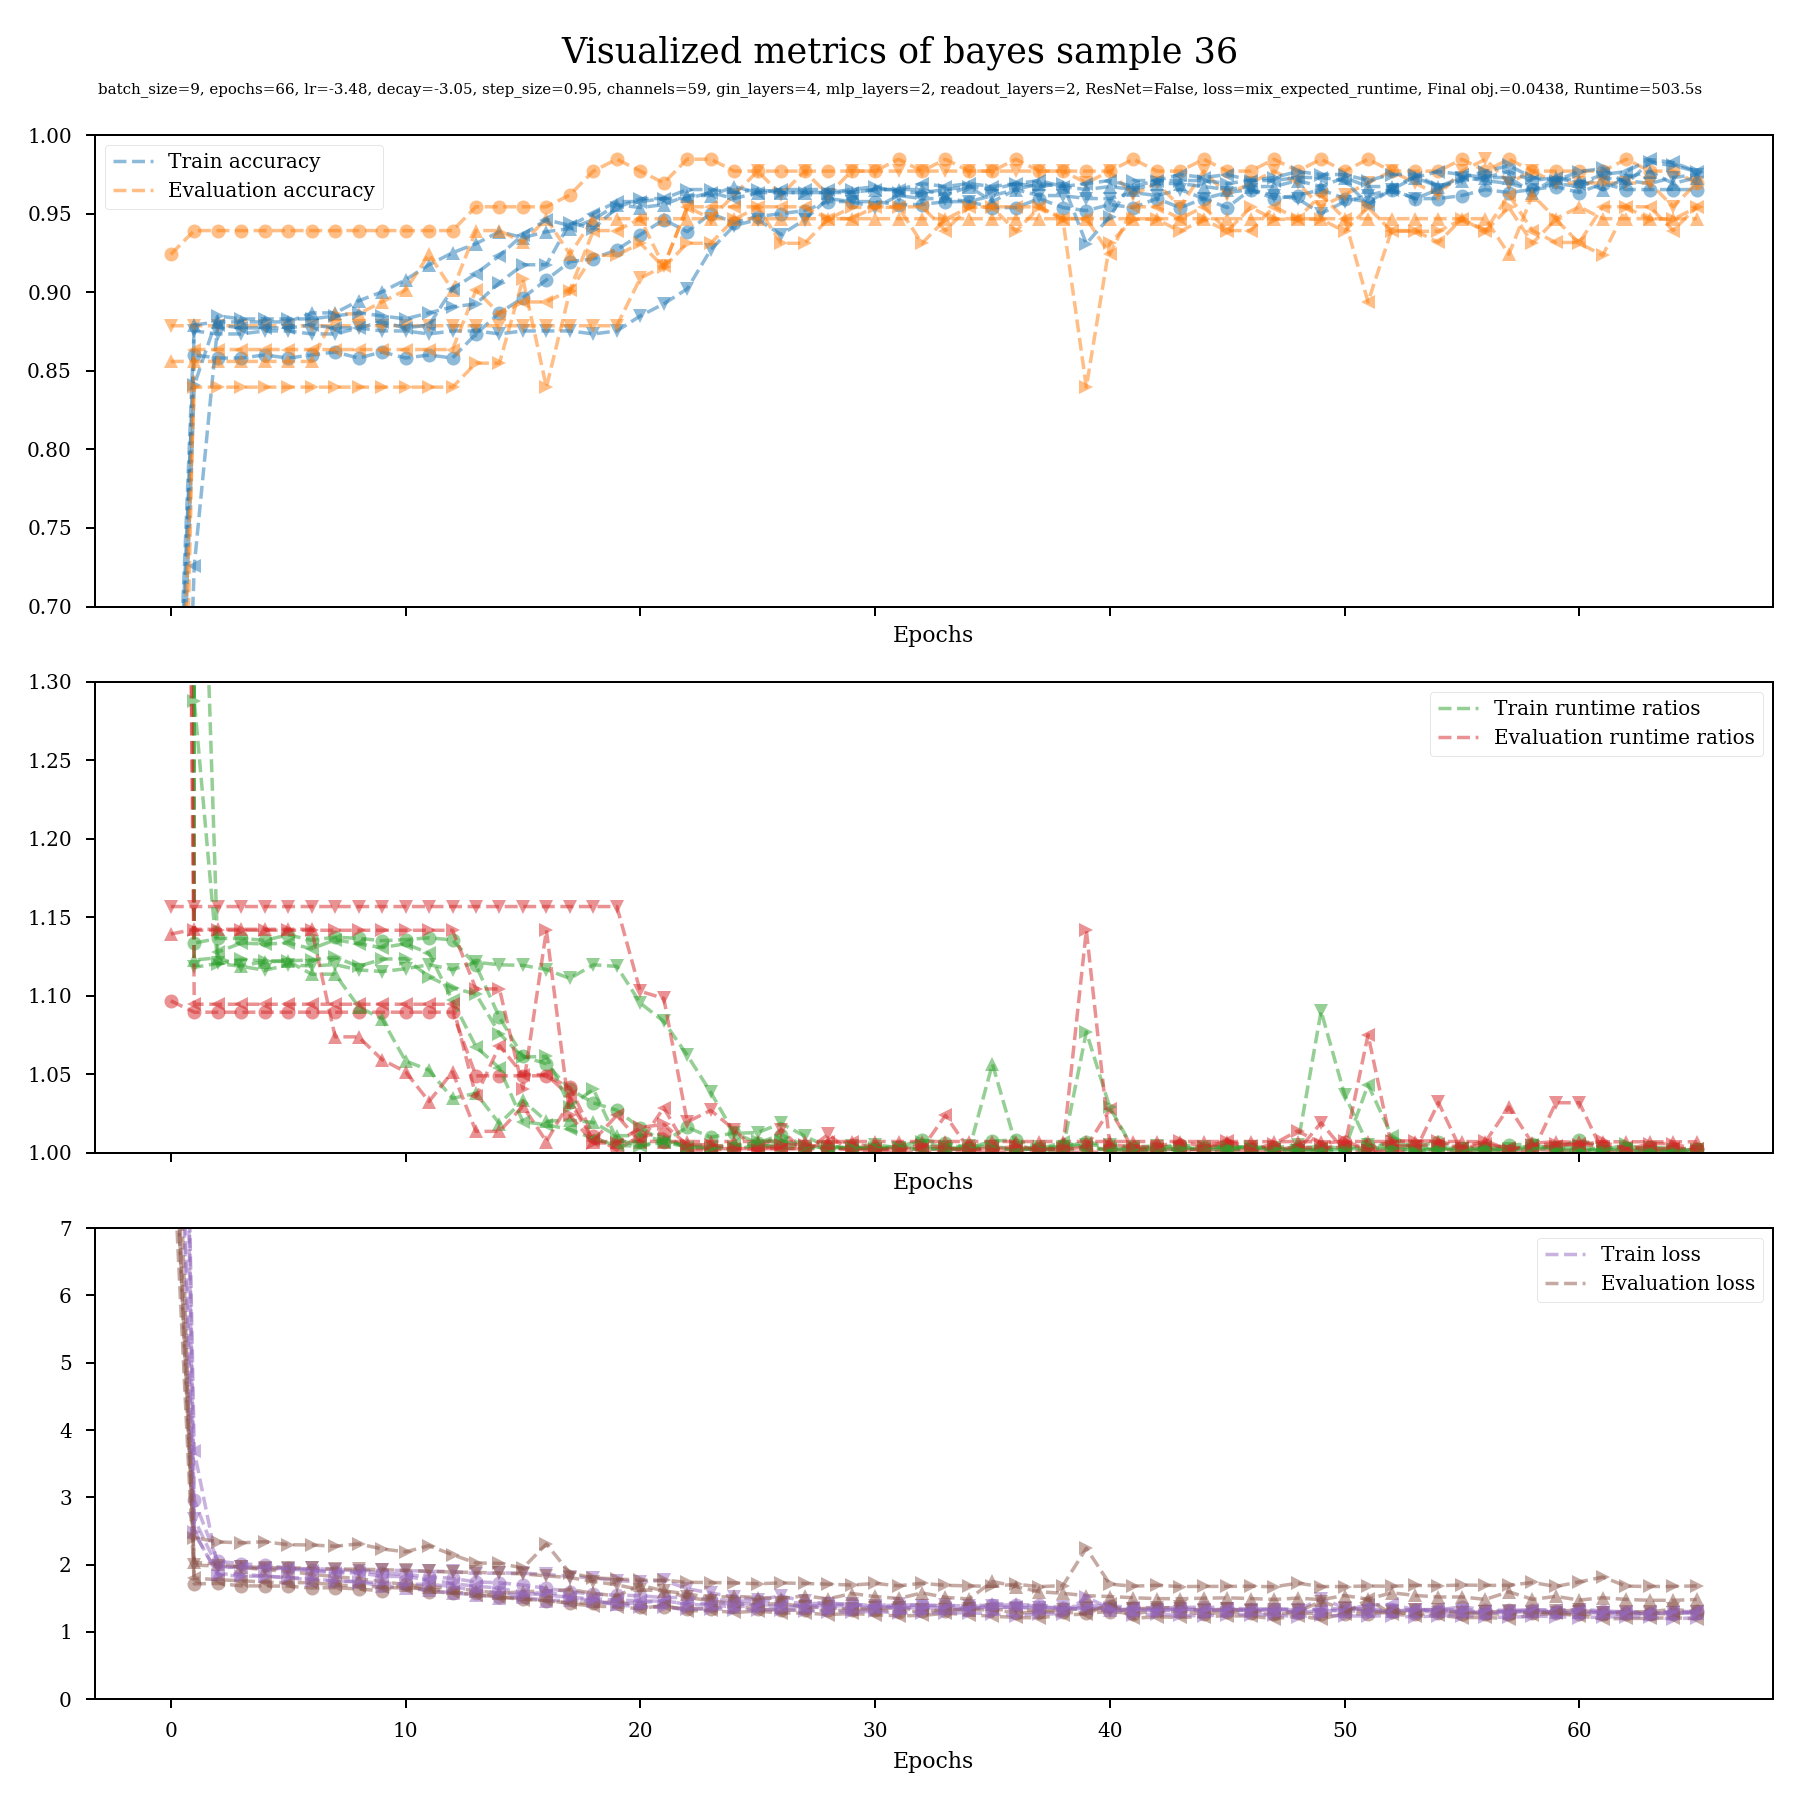 Visualized metrics of bayes sample 36
batch_size=9, epochs=66, lr=-3.48, decay=-3.05, step_size=0.95, channels=59, gin_layers=4, mlp_layers=2, readout_layers=2, ResNet=False, loss=mix_expected_runtime, Final obj.=0.0438, Runtime=503.5s
1.00
0.95
0.90
0.85
0.80
0.75
0.70
Train accuracy
Evaluation accuracy
Epochs
1.30
1.25
1.20
1.15
1.10
1.05
1.00
Train runtime ratios
Evaluation runtime ratios
Epochs
7
6
5
4
3
2
1
0
Train loss
Evaluation loss
0 10 20 30 40 50 60
Epochs